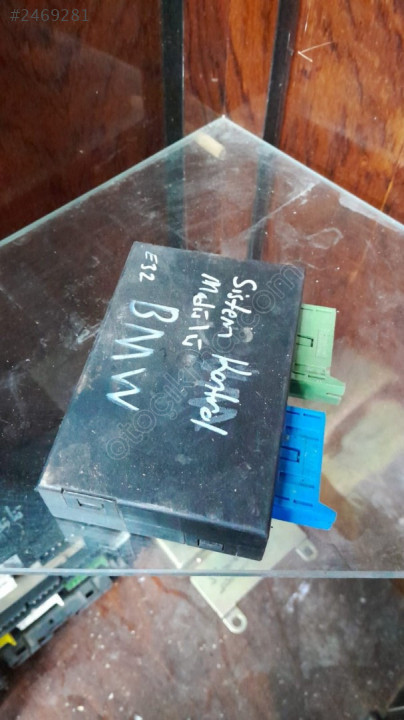 #2469281
Sistem Kontrol
Modülü
BMW
E32